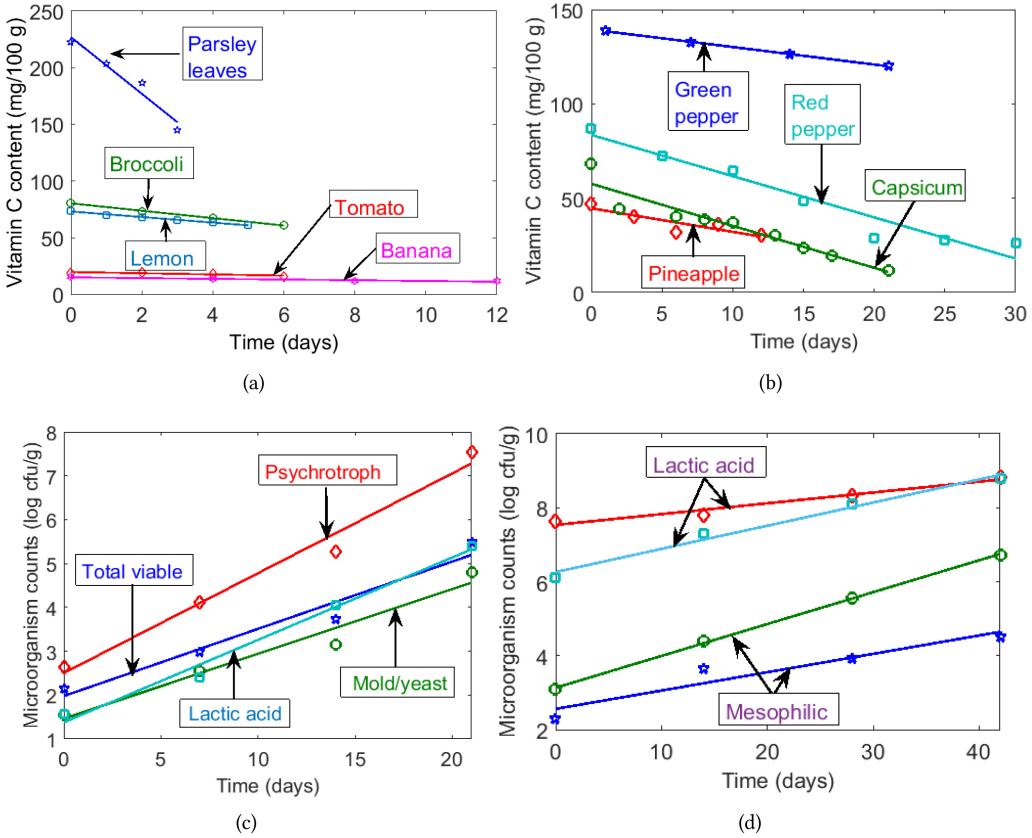 250
200
150
100
50
0
Vitamin C content (mg/100 g)
Parsley
leaves
Broccoli
Tomato
Lemon
Banana
0 2 4 6 8 10 12
Time (days)
(a)
150
100
50
0
Vitamin C content (mg/100 g)
Green
pepper
Red
pepper
Capsicum
Pineapple
0 5 10 15 20 25 30
Time (days)
(b)
8
7
6
5
4
3
2
1
Microorganism counts (log cfu/g)
Psychrotroph
Total viable
Mold/yeast
Lactic acid
0 5 10 15 20
Time (days)
(c)
10
8
6
4
2
Microorganism counts (log cfu/g)
Lactic acid
Mesophilic
0 10 20 30 40
Time (days)
(d)